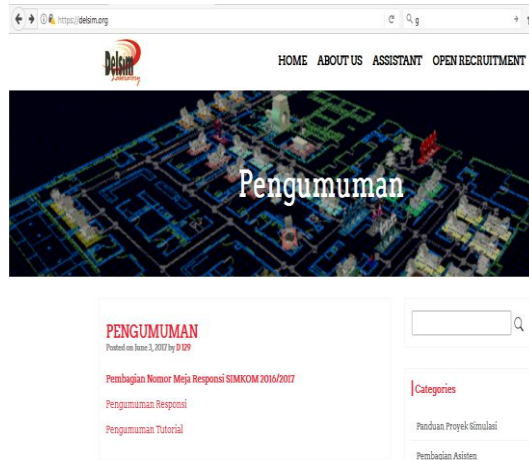 https://delsim.org
g
Delsim
Laboratory
HOME ABOUT US ASSISTANT OPEN RECRUITMENT
Pengumuman
PENGUMUMAN
Posted on June 3, 2017 by D129
Pembagian Nomor Meja Responsi SIMKOM 2016/2017
Pengumuman Responsi
Pengumuman Tutorial
Categories
Panduan Proyek Simulasi
Pembagian Asisten